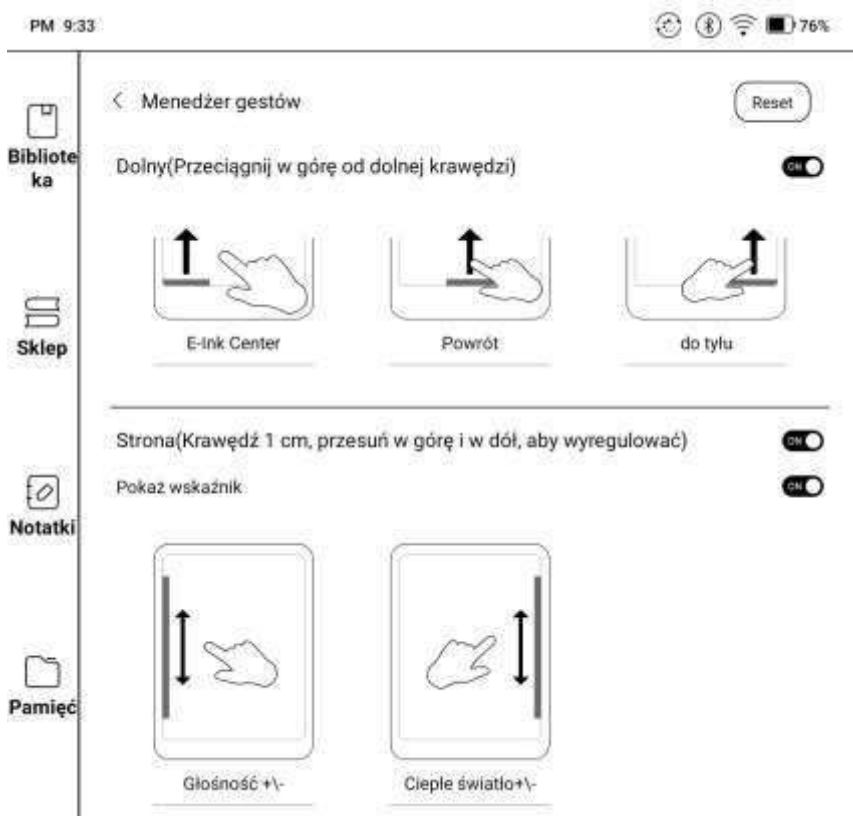 PM 9:33
76%
Menedżer gestów
Reset
Bibliote
ka
Dolny(Przeciągnij w górę od dolnej krawędzi)
ON
Sklep
E-Ink Center
Powrót
do tyłu
Strona(Krawędź 1 cm, przesuń w górę i w dół, aby wyregulować)
ON
Pokaż wskaźnik
ON
Notatki
Pamięć
Głośność +\-
Ciepłe światło+\-